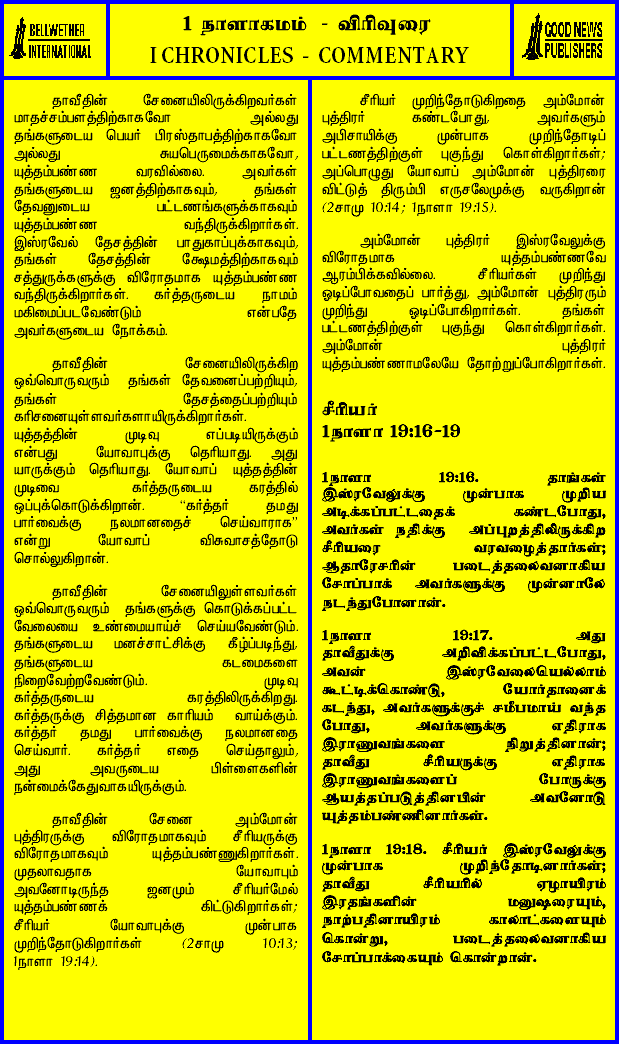 BELLWETHER
INTERNATIONAL
1 நாளாகமம் - விரிவுரை
I CHRONICLES - COMMENTARY
GOOD NEWS
PUBLISHERS
தாவீதின் சேனையிலிருக்கிறவர்கள்
மாதச்சம்பளத்திற்காகவோ அல்லது
தங்களுடைய பெயர் பிரஸ்தாபத்திற்காகவோ
அல்லது சுயபெருமைக்காகவோ,
யுத்தம்பண்ண வரவில்லை. அவர்கள்
தங்களுடைய ஜனத்திற்காகவும், தங்கள்
தேவனுடைய பட்டணங்களுக்காகவும்
யுத்தம்பண்ண வந்திருக்கிறார்கள்.
இஸ்ரவேல் தேசத்தின் பாதுகாப்புக்காகவும்,
தங்கள் தேசத்தின் க்ஷேமத்திற்காகவும்
சத்துருக்களுக்கு விரோதமாக யுத்தம்பண்ண
வந்திருக்கிறார்கள். கர்த்தருடைய நாமம்
மகிமைப்படவேண்டும் என்பதே
அவர்களுடைய நோக்கம்.
தாவீதின் சேனையிலிருக்கிற
ஒவ்வொருவரும் தங்கள் தேவனைப்பற்றியும்,
தங்கள் தேசத்தைப்பற்றியும்
கரிசனையுள்ளவர்களாயிருக்கிறார்கள்.
யுத்தத்தின் முடிவு எப்படியிருக்கும்
என்பது யோவாபுக்கு தெரியாது. அது
யாருக்கும் தெரியாது. யோவாப் யுத்தத்தின்
முடிவை கர்த்தருடைய கரத்தில்
ஒப்புக்கொடுக்கிறான். "கர்த்தர் தமது
பார்வைக்கு நலமானதைச் செய்வாராக"
என்று யோவாப் விசுவாசத்தோடு
சொல்லுகிறான்.
தாவீதின் சேனையிலுள்ளவர்கள்
ஒவ்வொருவரும் தங்களுக்கு கொடுக்கப்பட்ட
வேலையை உண்மையாய்ச் செய்யவேண்டும்.
தங்களுடைய மனச்சாட்சிக்கு கீழ்ப்படிந்து,
தங்களுடைய கடமைகளை
நிறைவேற்றவேண்டும். முடிவு
கர்த்தருடைய கரத்திலிருக்கிறது.
கர்த்தருக்கு சித்தமான காரியம் வாய்க்கும்.
கர்த்தர் தமது பார்வைக்கு நலமானதை
செய்வார். கர்த்தர் எதை செய்தாலும்,
அது அவருடைய பிள்ளைகளின்
நன்மைக்கேதுவாகயிருக்கும்.
தாவீதின் சேனை அம்மோன்
புத்திரருக்கு விரோதமாகவும் சீரியருக்கு
விரோதமாகவும் யுத்தம்பண்ணுகிறார்கள்.
முதலாவதாக யோவாபும்
அவனோடிருந்த ஜனமும் சீரியர்மேல்
யுத்தம்பண்ணக் கிட்டுகிறார்கள்;
சீரியர் யோவாபுக்கு முன்பாக
முறிந்தோடுகிறார்கள் (2சாமு 10:13;
1நாளா 19:14).
சீரியர் முறிந்தோடுகிறதை அம்மோன்
புத்திரர் கண்டபோது, அவர்களும்
அபிசாயிக்கு முன்பாக முறிந்தோடிப்
பட்டணத்திற்குள் புகுந்து கொள்கிறார்கள்;
அப்பொழுது யோவாப் அம்மோன் புத்திரரை
விட்டுத் திரும்பி எருசலேமுக்கு வருகிறான்
(2சாமு 10:14; 1நாளா 19:15).
அம்மோன் புத்திரர் இஸ்ரவேலுக்கு
விரோதமாக யுத்தம்பண்ணவே
ஆரம்பிக்கவில்லை. சீரியர்கள் முறிந்து
ஓடிப்போவதைப் பார்த்து, அம்மோன் புத்திரரும்
முறிந்து ஓடிப்போகிறார்கள். தங்கள்
பட்டணத்திற்குள் புகுந்து கொள்கிறார்கள்.
அம்மோன் புத்திரர்
யுத்தம்பண்ணாமலேயே தோற்றுப்போகிறார்கள்.
சீரியர்
1நாளா 19:16-19
1நாளா 19:16. தாங்கள்
இஸ்ரவேலுக்கு முன்பாக முறிய
அடிக்கப்பட்டதைக் கண்டபோது,
அவர்கள் நதிக்கு அப்புறத்திலிருக்கிற
சீரியரை வரவழைத்தார்கள்;
ஆதாரேசரின் படைத்தலைவனாகிய
சோப்பாக் அவர்களுக்கு முன்னாலே
நடந்துபோனான்.
1நாளா 19:17. அது
தாவீதுக்கு அறிவிக்கப்பட்டபோது,
அவன் இஸ்ரவேலையெல்லாம்
கூட்டிக்கொண்டு, யோர்தானைக்
கடந்து, அவர்களுக்குச் சமீபமாய் வந்த
போது, அவர்களுக்கு எதிராக
இராணுவங்களை நிறுத்தினான்;
தாவீது சீரியருக்கு எதிராக
இராணுவங்களைப் போருக்கு
ஆயத்தப்படுத்தினபின் அவனோடு
யுத்தம்பண்ணினார்கள்.
1நாளா 19:18. சீரியர் இஸ்ரவேலுக்கு
முன்பாக முறிந்தோடினார்கள்;
தாவீது சீரியரில் ஏழாயிரம்
இரதங்களின் மனுஷரையும்,
நாற்பதினாயிரம் காலாட்களையும்
கொன்று, படைத்தலைவனாகிய
சோப்பாக்கையும் கொன்றான்.